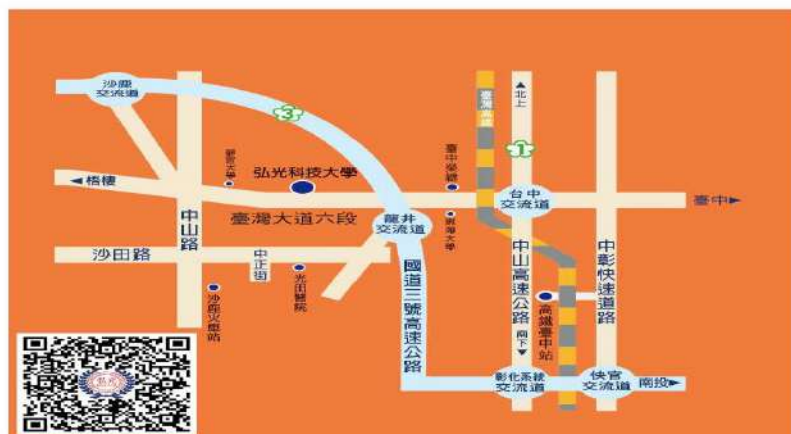 沙鹿
交流道
3
臺灣高鐵
▲北上
1
靜宜大學
弘光科技大學
臺中榮總
◀梧棲
台中
交流道
臺中▶
中山路
臺灣大道六段
龍井
交流道
東海大學
沙田路
中正街
光田醫院
沙鹿火車站
國道三號高速公路
中山高速公路
南下▼
高鐵臺中站
中彰快速道路
彰化系統
交流道
快官
交流道
南投▶
弘光